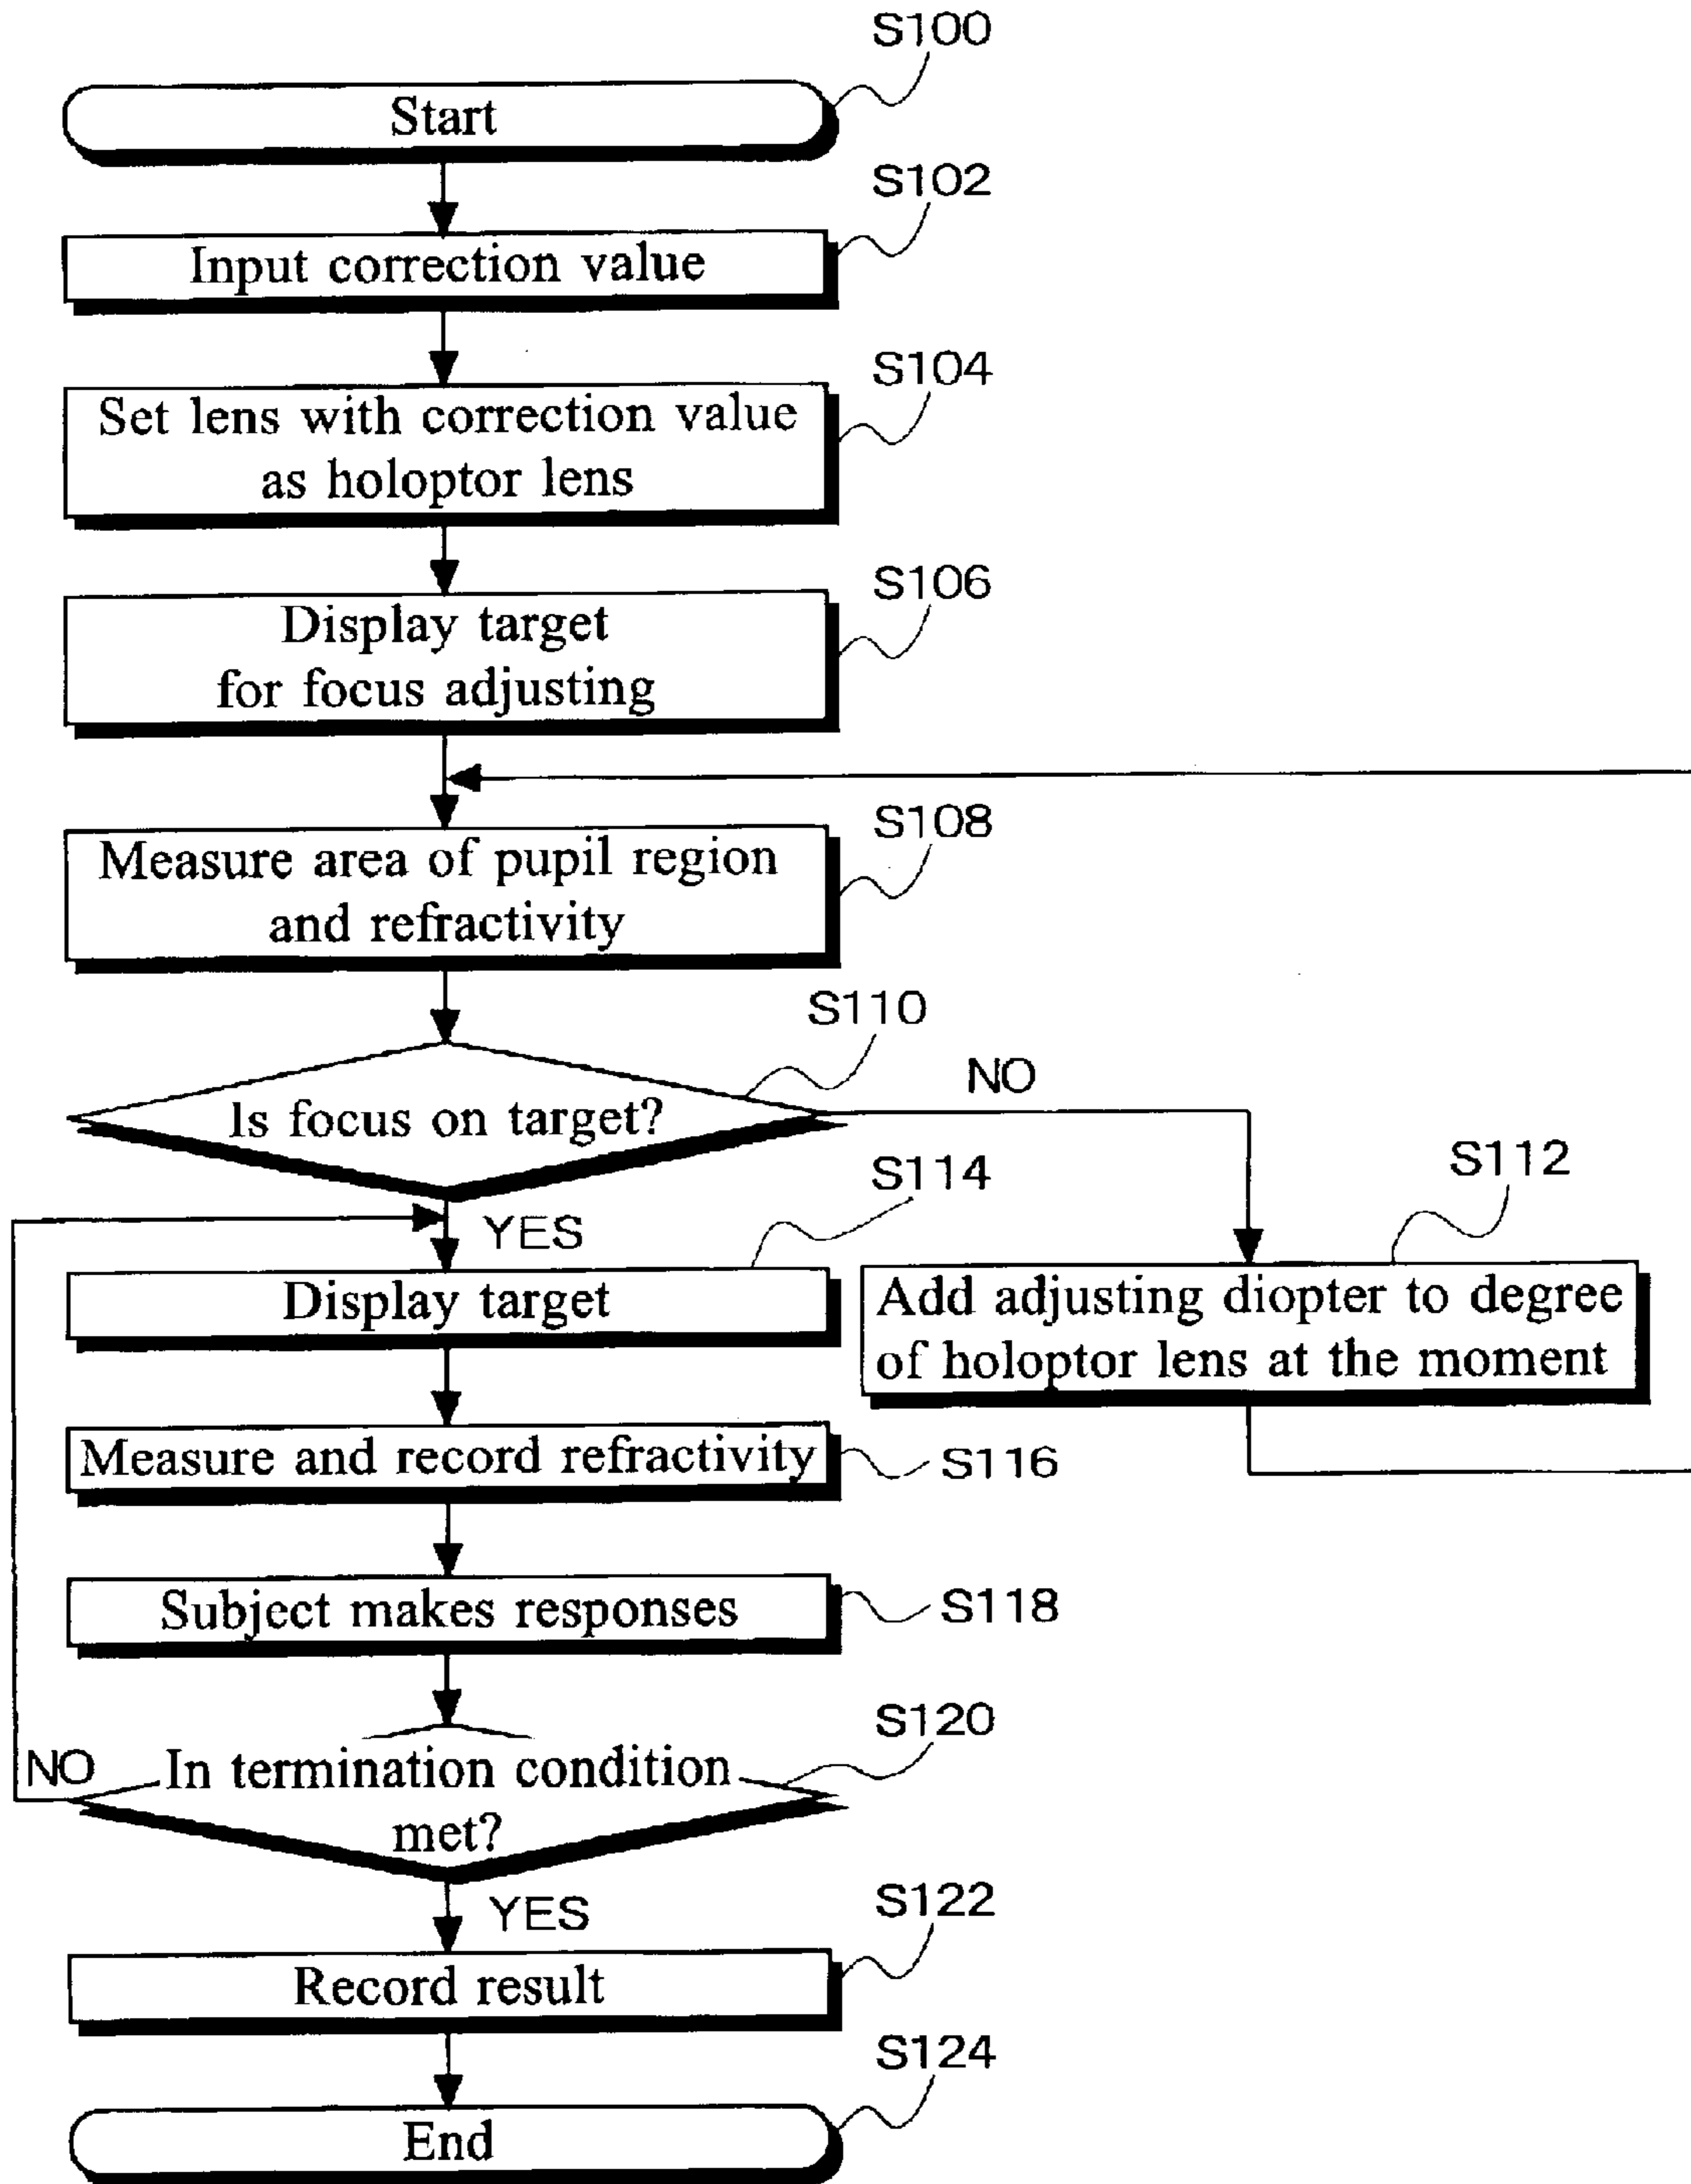 S100
Start
S102
Input correction value
S104
Set lens with correction value
as holoptor lens
S106
Display target
for focus adjusting
S108
Measure area of pupil region
and refractivity
S110
Is focus on target?
NO
S112
Add adjusting diopter to degree
of holoptor lens at the moment
YES
S114
Display target
Measure and record refractivity
S116
Subject makes responses
S118
S120
In termination condition
met?
NO
YES
S122
Record result
S124
End